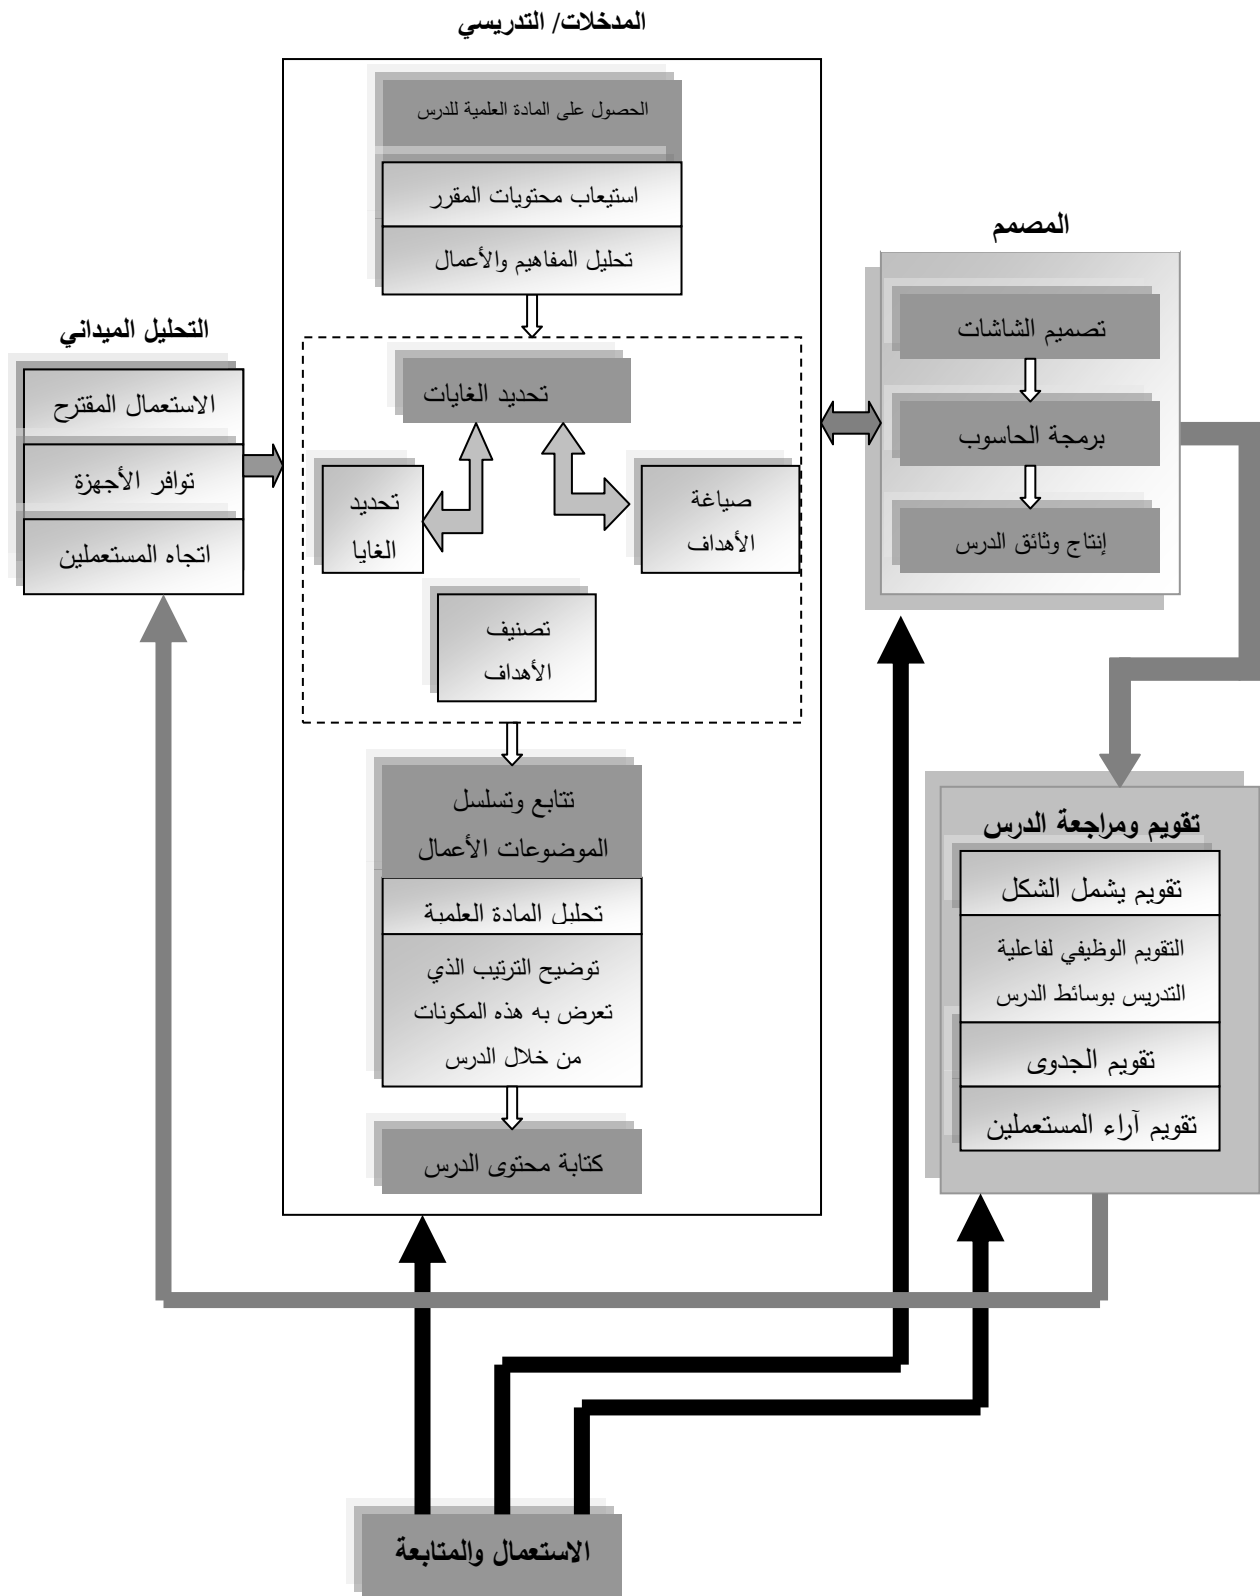 المدخلات/ التدريسي
الحصول على المادة العلمية للدرس
استيعاب محتويات المقرر
تحليل المفاهيم والأعمال
المصمم
تصميم الشاشات
برمجة الحاسوب
إنتاج وثائق الدرس
التحليل الميداني
الاستعمال المقترح
توافر الأجهزة
اتجاه المستعملين
تحديد الغايات
صياغة
الأهداف
تحديد
الغايا
تصنيف
الأهداف
تتابع وتسلسل
الموضوعات الأعمال
تحليل المادة العلمية
توضيح الترتيب الذي
تعرض به هذه المكونات
من خلال الدرس
كتابة محتوى الدرس
تقويم ومراجعة الدرس
تقويم يشمل الشكل
التقويم الوظيفي لفاعلية
التدريس بوسائط الدرس
تقويم الجدوى
تقويم آراء المستعملين
الاستعمال والمتابعة